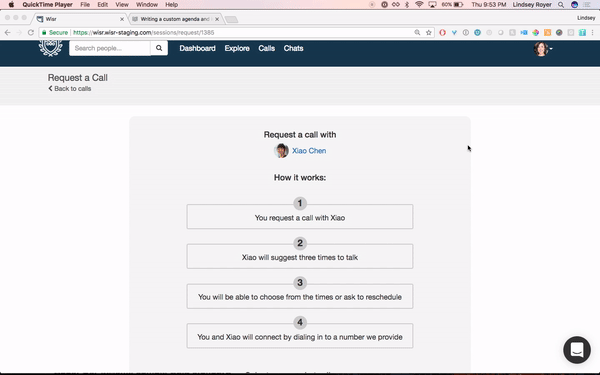 QuickTime Player File Edit View Window Help 60% Thu 9:53 PM Lindsey Royer
Wisr Writing a custom agenda and Lindsey
https://wisr.wisr-staging.com/sessions/request/1385
Search people... Dashboard Explore Calls Chats
Request a Call
Back to calls
Request a call with
Xiao Chen
How it works:
1
You request a call with Xiao
2
Xiao will suggest three times to talk
3
You will be able to choose from the times or ask to reschedule
4
You and Xiao will connect by dialing in to a number we provide